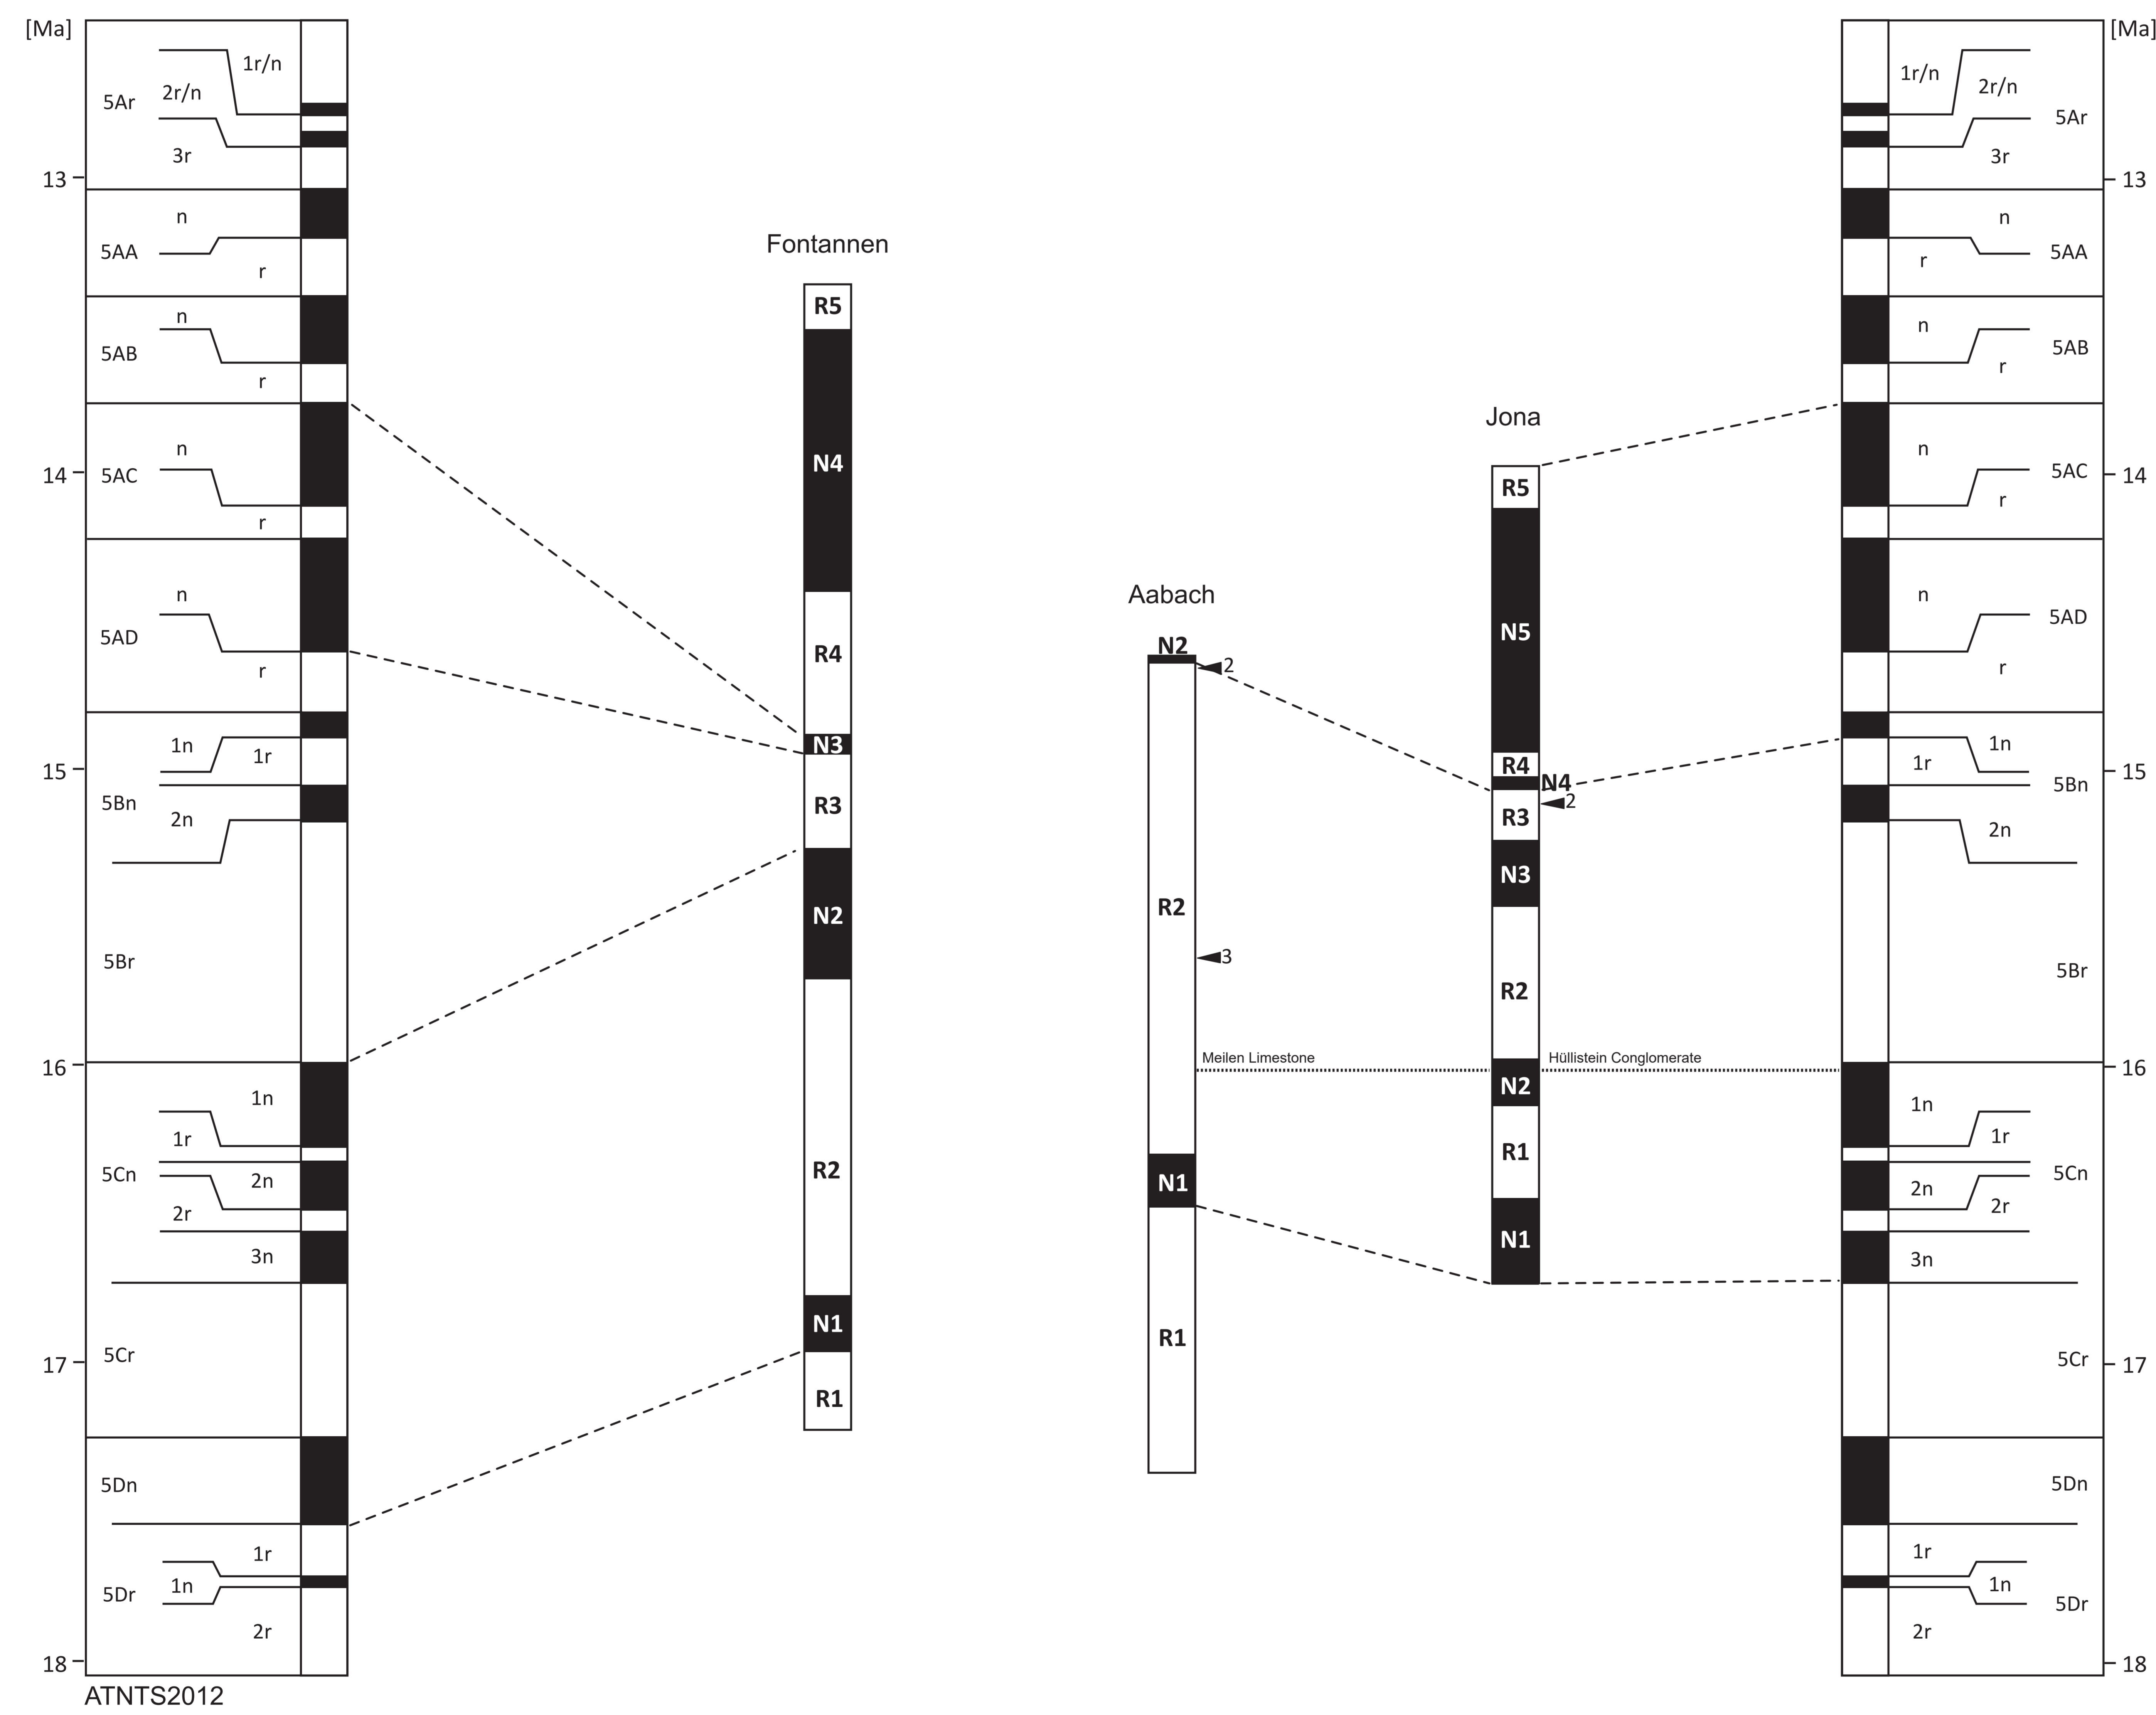 [Ma]
5Ar
1r/n
2r/n
3r
13
5AA
n
r
5AB
n
r
14
5AC
n
r
5AD
n
r
15
5Bn
1n
1r
2n
5Br
16
5Cn
1n
1r
2n
2r
3n
17
5Cr
5Dn
5Dr
1r
1n
2r
18
ATNTS2012
Fontannen
R5
N4
R4
N3
R3
N2
R2
N1
R1
Aabach
N2
2
R2
3
Meilen Limestone
N1
R1
Jona
R5
N5
R4
N4
2
R3
N3
R2
Hüllistein Conglomerate
N2
R1
N1
[Ma]
1r/n
2r/n
5Ar
3r
13
n
5AA
r
n
5AB
r
n
14
5AC
r
n
5AD
r
1n
1r
15
5Bn
2n
5Br
16
1n
1r
5Cn
2n
2r
3n
17
5Cr
5Dn
1r
1n
5Dr
2r
18